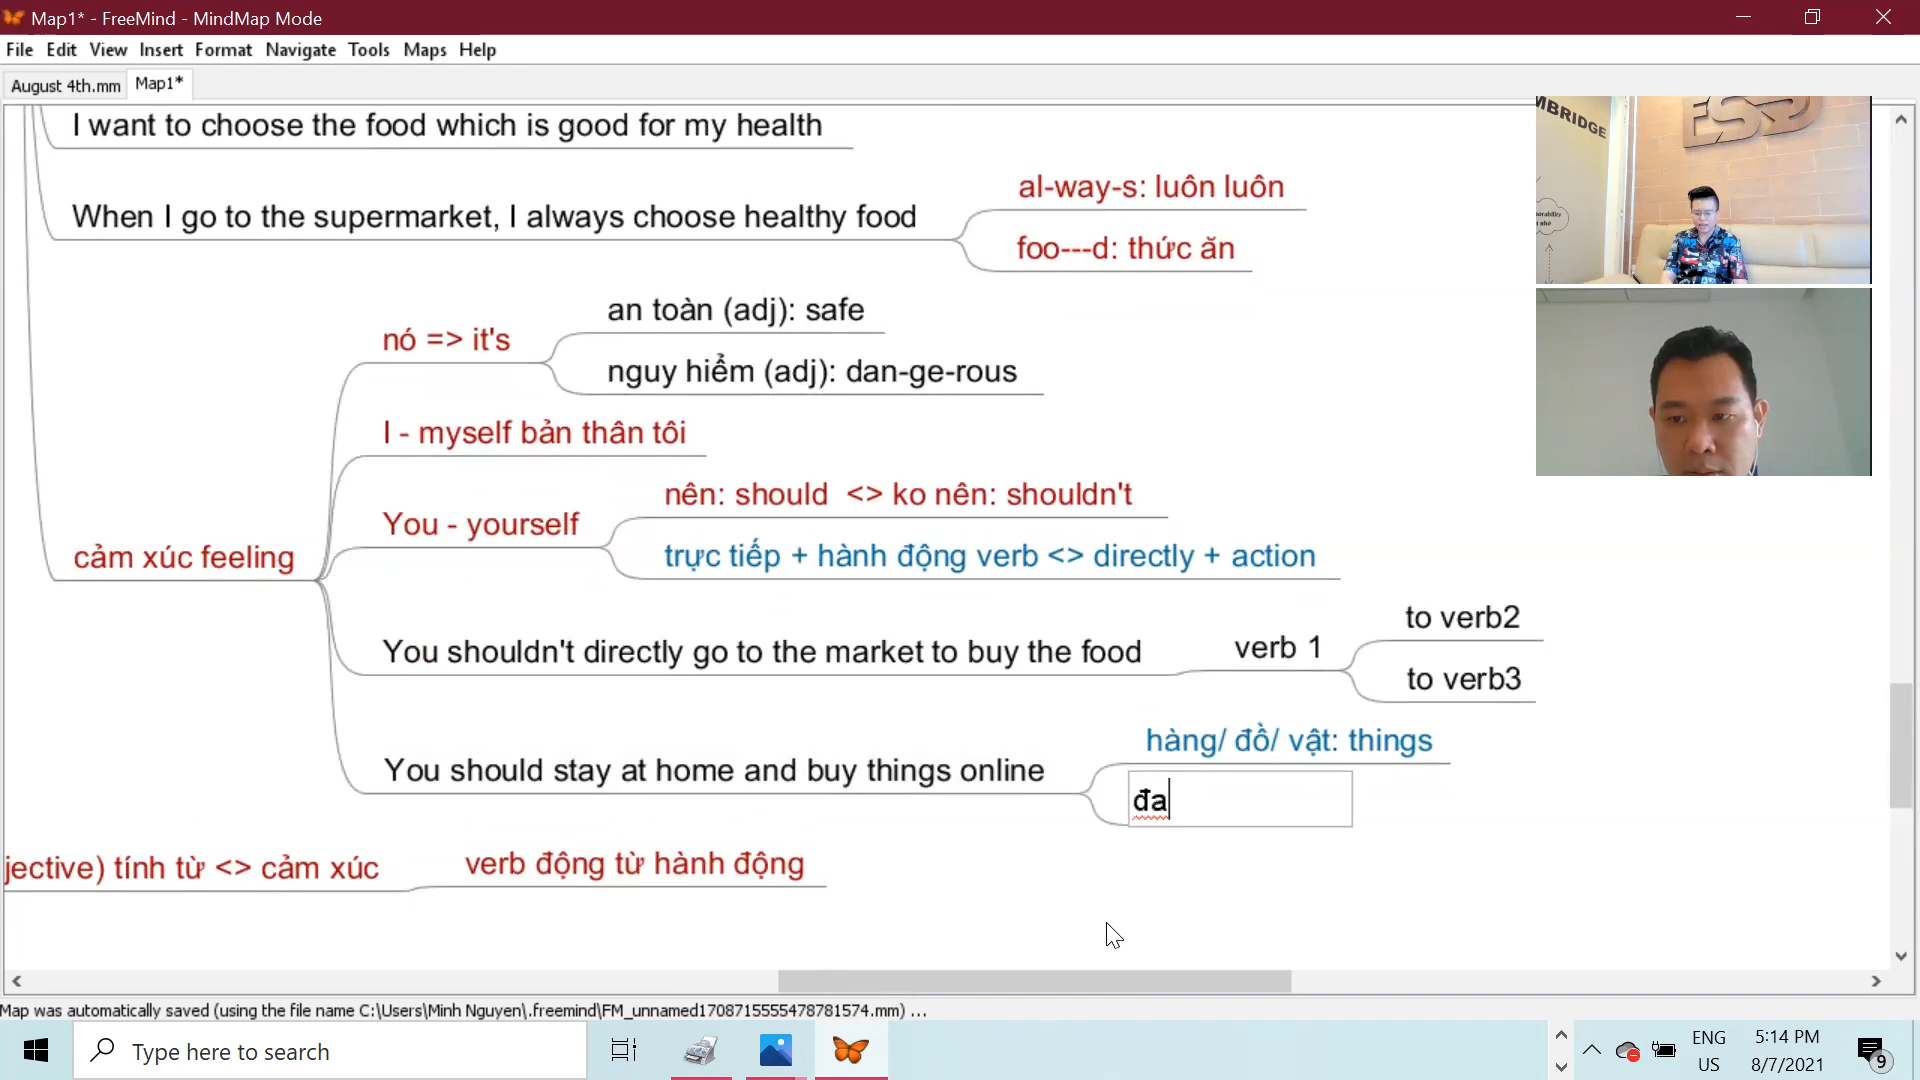 Map1* - FreeMind - MindMap Mode
File Edit View Insert Format Navigate Tools Maps Help
August 4th.mm Map1*
I want to choose the food which is good for my health
When I go to the supermarket, I always choose healthy food
al-way-s: luôn luôn
foo---d: thức ăn
cảm xúc feeling
nó => it's
an toàn (adj): safe
nguy hiểm (adj): dan-ge-rous
I - myself bản thân tôi
You - yourself
nên: should <> ko nên: shouldn't
trực tiếp + hành động verb <> directly + action
You shouldn't directly go to the market to buy the food
verb 1
to verb2
to verb3
You should stay at home and buy things online
hàng/ đồ/ vật: things
đa
jective) tính từ <> cảm xúc
verb động từ hành động
MBRIDGE
Map was automatically saved (using the file name C:\Users\Minh Nguyen\.freemind\FM_unnamed1708715555478781574.mm) ...
Type here to search
ENG
US
5:14 PM
8/7/2021
9